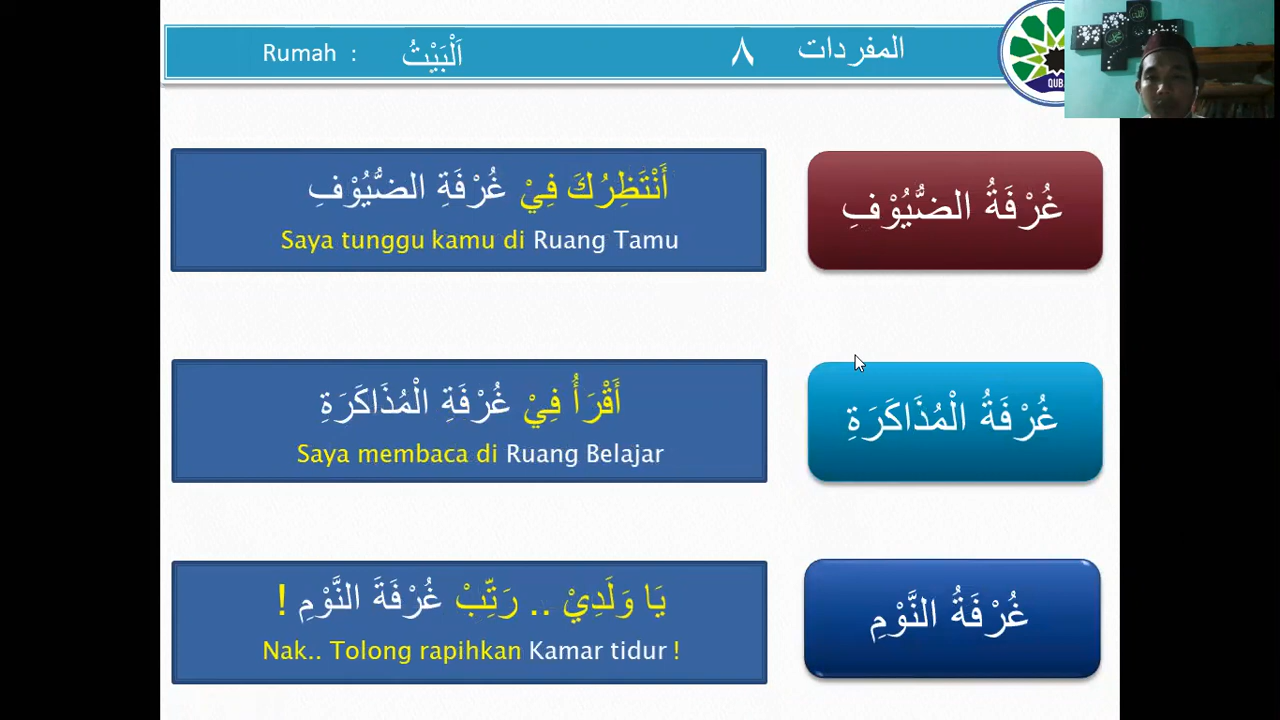 المفردات ٨
اَلْبَيْتُ : Rumah
QUB
غُرْفَةُ الضُّيُوْفِ
أَنْتَظِرُكَ فِيْ غُرْفَةِ الضُّيُوْفِ
Saya tunggu kamu di Ruang Tamu
غُرْفَةُ الْمُذَاكَرَةِ
أَقْرَأُ فِيْ غُرْفَةِ الْمُذَاكَرَةِ
Saya membaca di Ruang Belajar
غُرْفَةُ النَّوْمِ
يَا وَلَدِيْ .. رَتِّبْ غُرْفَةَ النَّوْمِ !
Nak.. Tolong rapihkan Kamar tidur !